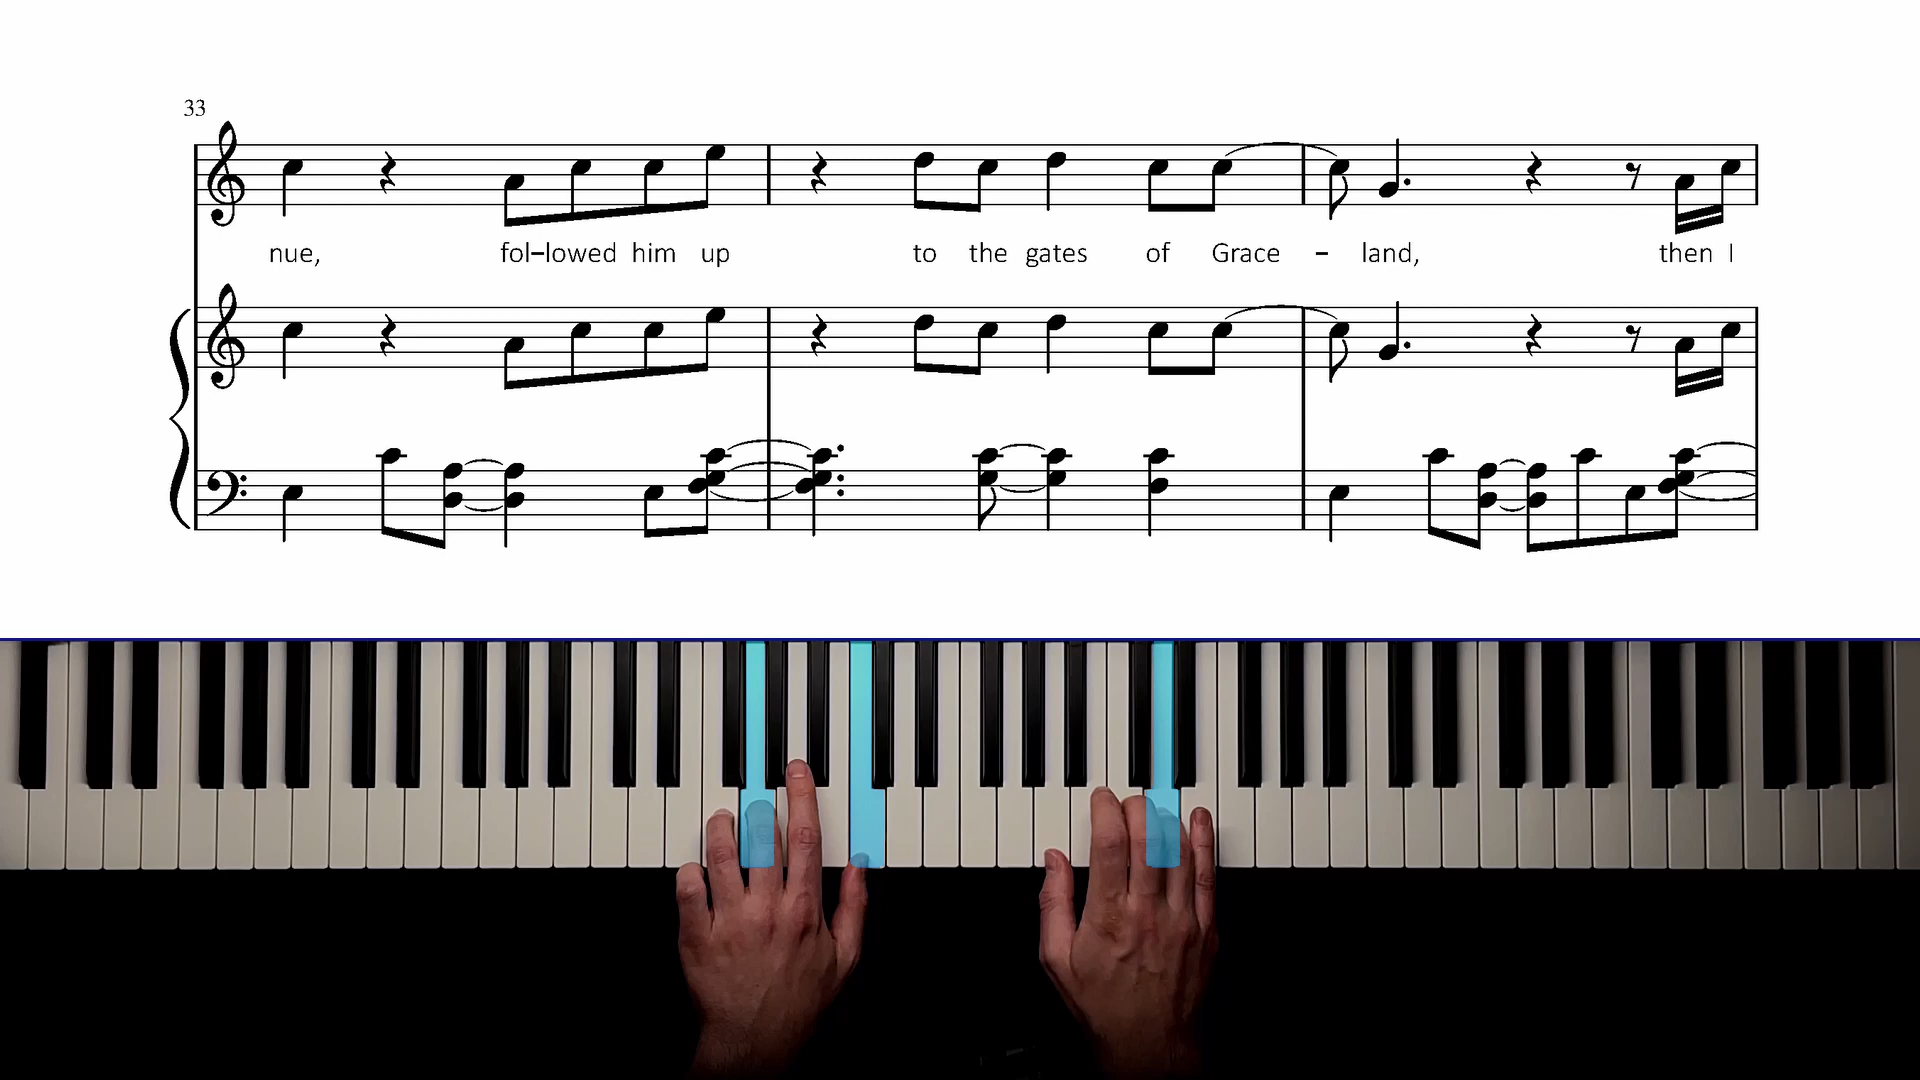 33
nue, fol-lowed him up to the gates of Grace - land, then I